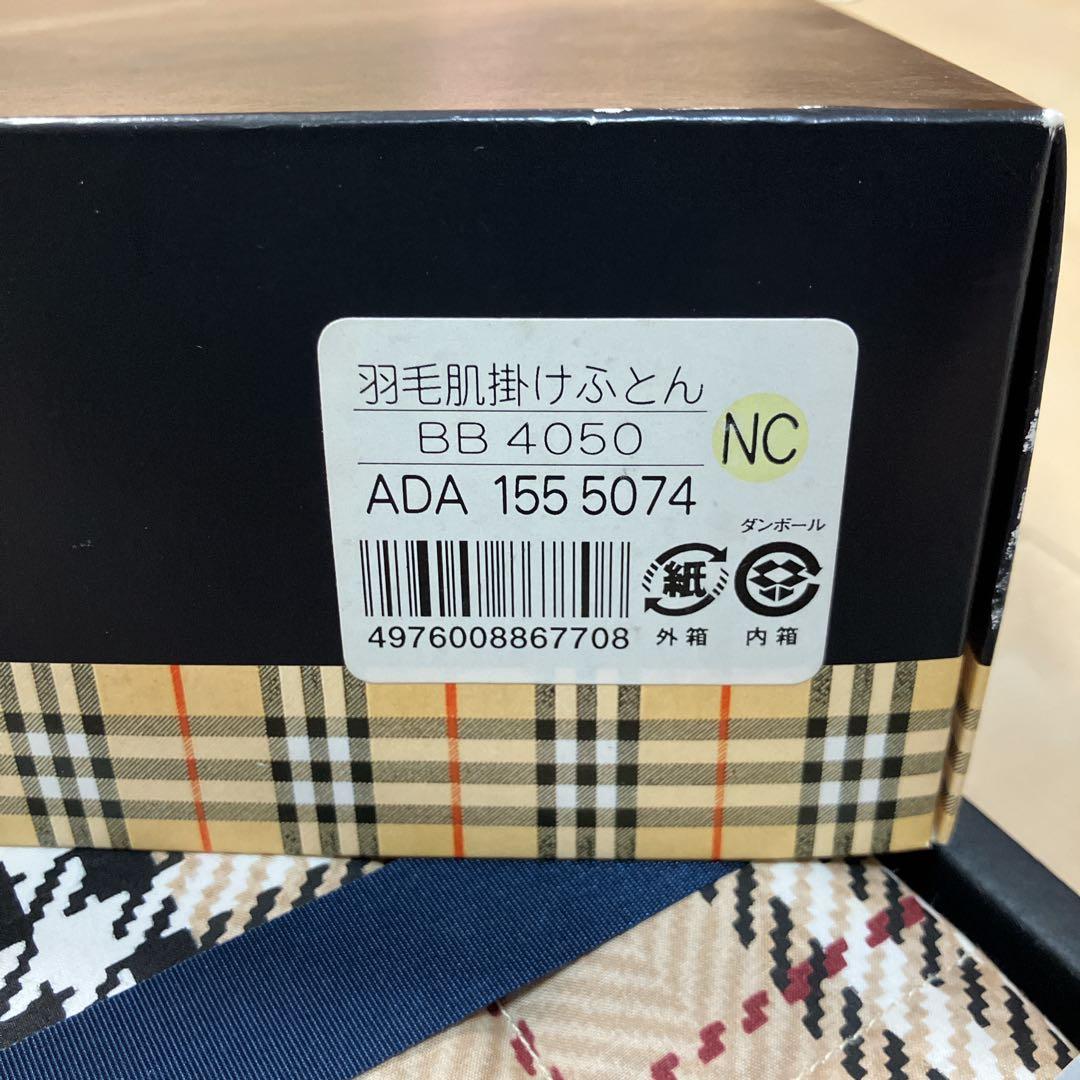 羽毛肌掛けふとん
BB 4050
NC
ADA 155 5074
ダンボール
紙
4976008867708
外箱
内箱